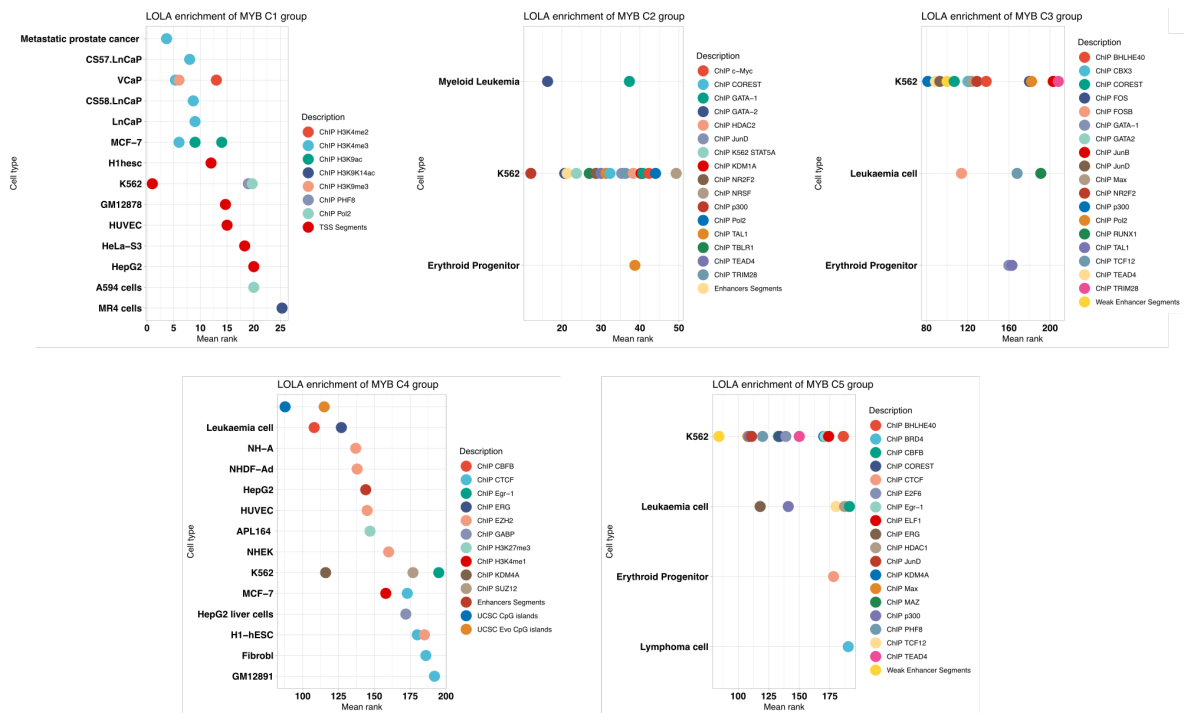 LOLA enrichment of MYB C1 group
Cell type
Metastatic prostate cancer
CS57.LnCaP
VCaP
CS58.LnCaP
LnCaP
MCF-7
H1hesc
K562
GM12878
HUVEC
HeLa-S3
HepG2
A594 cells
MR4 cells
0 5 10 15 20 25
Mean rank
Description
ChIP H3K4me2
ChIP H3K4me3
ChIP H3K9ac
ChIP H3K9K14ac
ChIP H3K9me3
ChIP PHF8
ChIP Pol2
TSS Segments
LOLA enrichment of MYB C2 group
Cell type
Myeloid Leukemia
K562
Erythroid Progenitor
20 30 40 50
Mean rank
Description
ChIP c-Myc
ChIP COREST
ChIP GATA-1
ChIP GATA-2
ChIP HDAC2
ChIP JunD
ChIP K562 STAT5A
ChIP KDM1A
ChIP NR2F2
ChIP NRSF
ChIP p300
ChIP Pol2
ChIP TAL1
ChIP TBLR1
ChIP TEAD4
ChIP TRIM28
Enhancers Segments
LOLA enrichment of MYB C3 group
Cell type
K562
Leukaemia cell
Erythroid Progenitor
80 120 160 200
Mean rank
Description
ChIP BHLHE40
ChIP CBX3
ChIP COREST
ChIP FOS
ChIP FOSB
ChIP GATA-1
ChIP GATA2
ChIP JunB
ChIP JunD
ChIP Max
ChIP NR2F2
ChIP p300
ChIP Pol2
ChIP RUNX1
ChIP TAL1
ChIP TCF12
ChIP TEAD4
ChIP TRIM28
Weak Enhancer Segments
LOLA enrichment of MYB C4 group
Cell type
Leukaemia cell
NH-A
NHDF-Ad
HepG2
HUVEC
APL164
NHEK
K562
MCF-7
HepG2 liver cells
H1-hESC
Fibrobl
GM12891
100 125 150 175 200
Mean rank
Description
ChIP CBFB
ChIP CTCF
ChIP Egr-1
ChIP ERG
ChIP EZH2
ChIP GABP
ChIP H3K27me3
ChIP H3K4me1
ChIP KDM4A
ChIP SUZ12
Enhancers Segments
UCSC CpG islands
UCSC Evo CpG islands
LOLA enrichment of MYB C5 group
Cell type
K562
Leukaemia cell
Erythroid Progenitor
Lymphoma cell
100 125 150 175
Mean rank
Description
ChIP BHLHE40
ChIP BRD4
ChIP CBFB
ChIP COREST
ChIP CTCF
ChIP E2F6
ChIP Egr-1
ChIP ELF1
ChIP ERG
ChIP HDAC1
ChIP JunD
ChIP KDM4A
ChIP Max
ChIP MAZ
ChIP p300
ChIP PHF8
ChIP TCF12
ChIP TEAD4
Weak Enhancer Segments